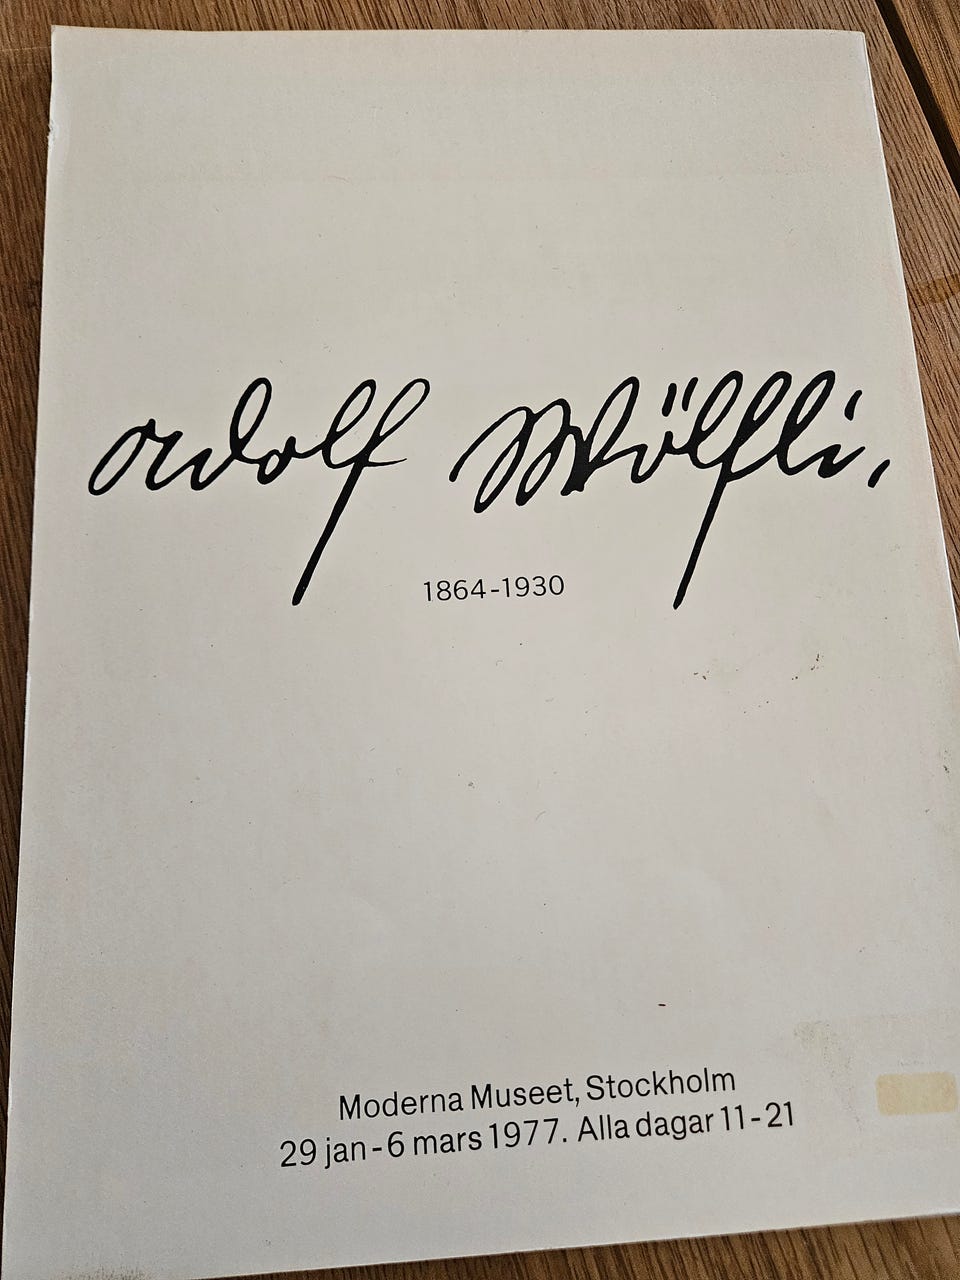 Adolf Wölfli,
1864-1930
Moderna Museet, Stockholm
29 jan - 6 mars 1977. Alla dagar 11 - 21